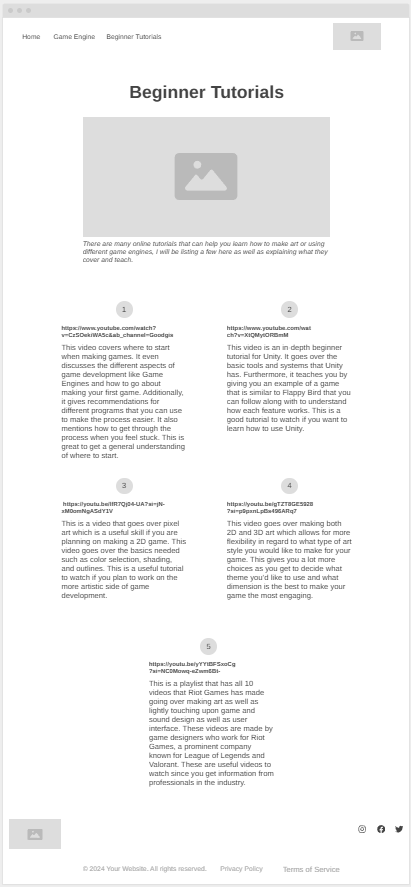 Home Game Engine Beginner Tutorials
Beginner Tutorials
There are many online tutorials that can help you learn how to make art or using
different game engines, I will be listing a few here as well as explaining what they
cover and teach.
1
https://www.youtube.com/watch?
v=CzSOekiWA5c&ab_channel=Goodgis
This video covers where to start
when making games. It even
discusses the different aspects of
game development like Game
Engines and how to go about
making your first game. Additionally,
it gives recommendations for
different programs that you can use
to make the process easier. It also
mentions how to get through the
process when you feel stuck. This is
great to get an understanding
of where to start.
2
https://www.youtube.com/wat
ch?v=XtQMytORBmM
This video is an in depth beginner
tutorial for Unity. It goes over the
basic tools and systems that Unity
has. Furthermore, it teaches you by
giving you an example of a game
that is similar to Flappy Bird that you
can follow along with to understand
how each feature works. This is a
good tutorial to watch if you want to
learn how to use Unity.
3
https://youtu.be/lfR7Qj04-UA?si=jN-
xM0omNgASdY1V
This is a video that goes over pixel
art which is a useful skill if you are
planning on making a 2D game. This
video goes over the basics needed
such as color selection, shading,
and outlines. This is a useful tutorial
to watch if you plan to work on the
more artistic side of game
development.
4
https://youtu.be/gTZT8GE5928
?si=p9pxnLpBe496ARq7
This video goes over making both
2D and 3D art which allows for more
flexibility in regard to what type of art
style you would like to make for your
game. This gives you a lot more
choices as you get to decide what
theme you'd like to use and what
dimension is the best to make your
game the most engaging.
5
https://youtu.be/yYYtBFSxoCg
?si=NC0Mowq-eZwm6Bt-
This is a playlist that has all 10
videos that Riot Games has made
going over making art as well as
lightly touching upon game and
sound design as well as user
interface. These videos are made by
game designers who work for Riot
Games, a prominent company
known for League of Legends and
Valorant. These are useful videos to
watch since you get information from
professionals in the industry.
© 2024 Your Website. All rights reserved. Privacy Policy Terms of Service